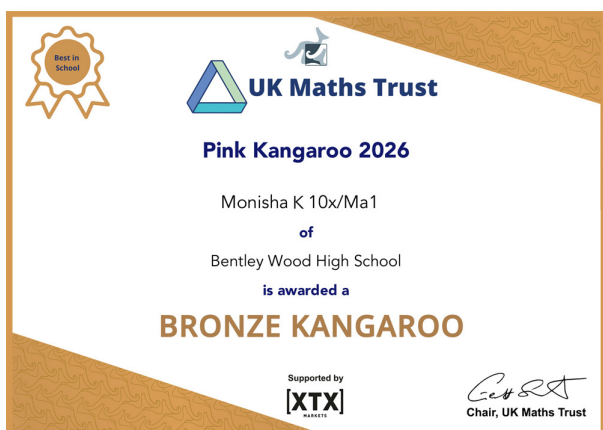 Best in
School
UK Maths Trust
Pink Kangaroo 2026
Monisha K 10x/Ma1
of
Bentley Wood High School
is awarded a
BRONZE KANGAROO
Supported by
[XTX]
MARKETS
Chair, UK Maths Trust